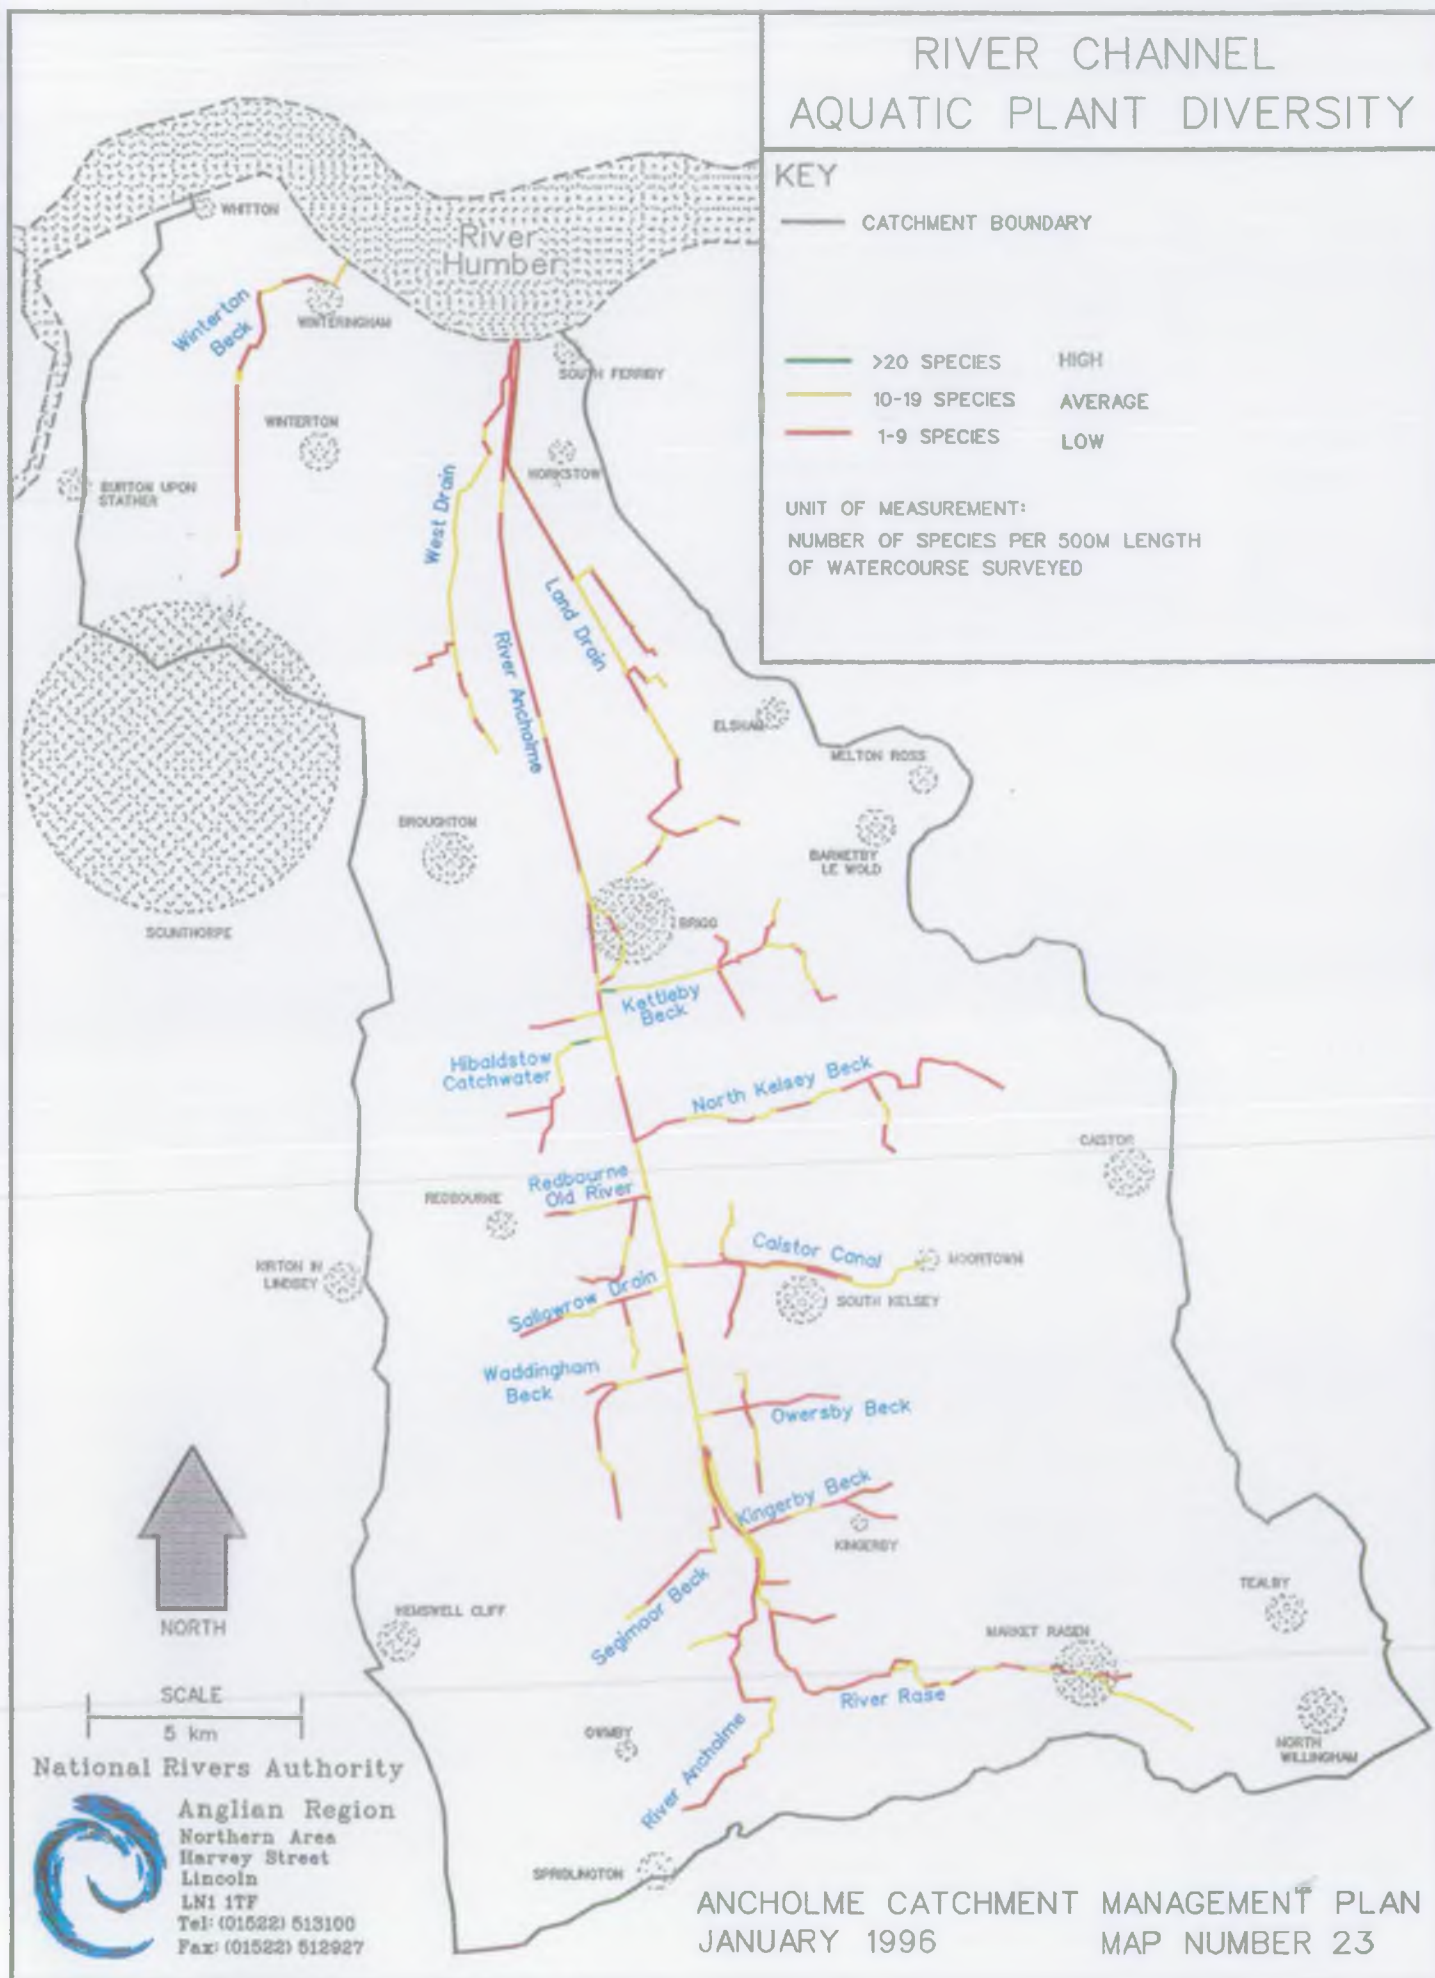 RIVER CHANNEL
AQUATIC PLANT DIVERSITY
KEY
CATCHMENT BOUNDARY
>20 SPECIES HIGH
10-19 SPECIES AVERAGE
1-9 SPECIES LOW
UNIT OF MEASUREMENT:
NUMBER OF SPECIES PER 500M LENGTH
OF WATERCOURSE SURVEYED
WHITTON
River
Humber
Winterton
Beck
WINTERINGHAM
SOUTH FERRIBY
WINTERTON
HORKSTOW
BURTON UPON
STATHER
West Drain
Land Drain
River Ancholme
ELSHAM
MELTON ROSS
BROUGHTON
BARNETBY
LE WOLD
SCUNTHORPE
BRIGG
Kettleby
Beck
Hibaldstow
Catchwater
North Kelsey Beck
CAISTOR
Redbourne
Old River
REDBOURNE
Caistor Canal
MOORTOWN
KIRTON IN
LINDSEY
Sallowrow Drain
SOUTH KELSEY
Waddingham
Beck
Owersby Beck
Kingerby Beck
KINGERBY
Segimoor Beck
HEMSWELL CLIFF
TEALBY
MARKET RASEN
NORTH
River Rase
SCALE
5 km
OWMBY
River Ancholme
NORTH
WILLINGHAM
National Rivers Authority
Anglian Region
Northern Area
Harvey Street
Lincoln
LN1 1TF
Tel: (01522) 513100
Fax: (01522) 512927
SPRIDLINGTON
ANCHOLME CATCHMENT MANAGEMENT PLAN
JANUARY 1996 MAP NUMBER 23